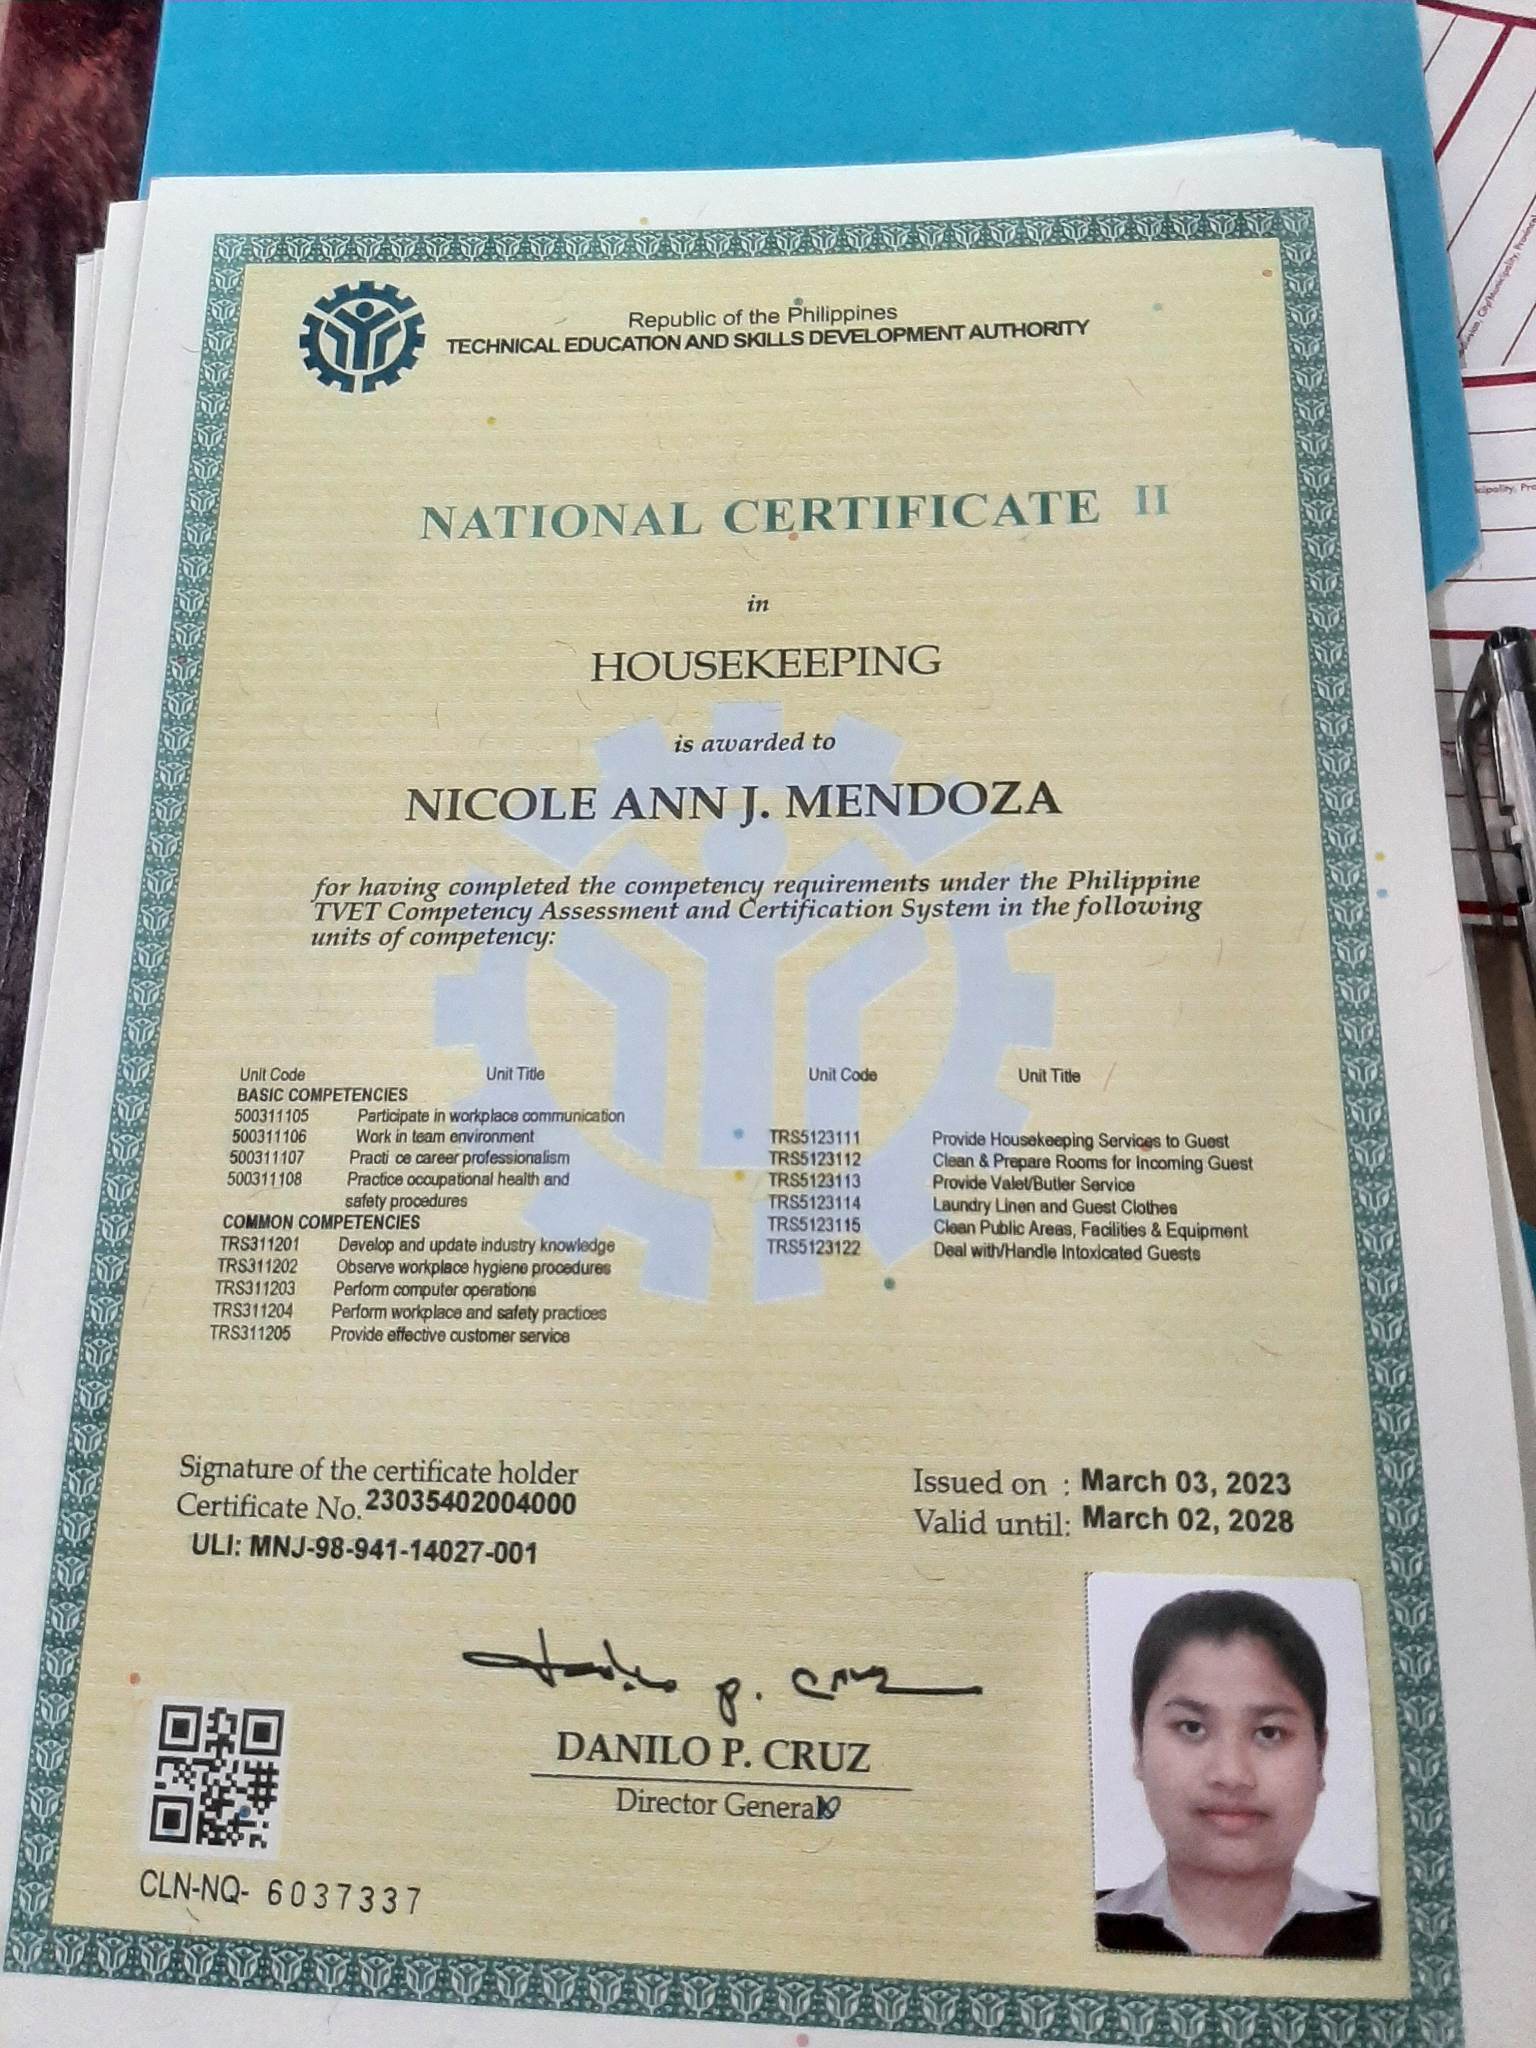 Republic of the Philippines
TECHNICAL EDUCATION AND SKILLS DEVELOPMENT AUTHORITY
NATIONAL CERTIFICATE II
in
HOUSEKEEPING
is awarded to
NICOLE ANN J. MENDOZA
for having completed the competency requirements under the Philippine
TVET Competency Assessment and Certification System in the following
units of competency:
Unit Code Unit Title
BASIC COMPETENCIES
500311105 Participate in workplace communication
500311106 Work in team environment
500311107 Practi ce career professionalism
500311108 Practice occupational health and
safety procedures
COMMON COMPETENCIES
TRS311201 Develop and update industry knowledge
TRS311202 Observe workplace hygiene procedures
TRS311203 Perform computer operations
TRS311204 Perform workplace and safety practices
TRS311205 Provide effective customer service
Unit Code Unit Title
TRS5123111 Provide Housekeeping Services to Guest
TRS5123112 Clean & Prepare Rooms for Incoming Guest
TRS5123113 Provide Valet/Butler Service
TRS5123114 Laundry Linen and Guest Clothes
TRS5123115 Clean Public Areas, Facilities & Equipment
TRS5123122 Deal with/Handle Intoxicated Guests
Signature of the certificate holder
Certificate No. 23035402004000
ULI: MNJ-98-941-14027-001
Issued on : March 03, 2023
Valid until: March 02, 2028
Danilo P. Cruz
DANILO P. CRUZ
Director General
CLN-NQ- 6037337
City/Municipality, Provin